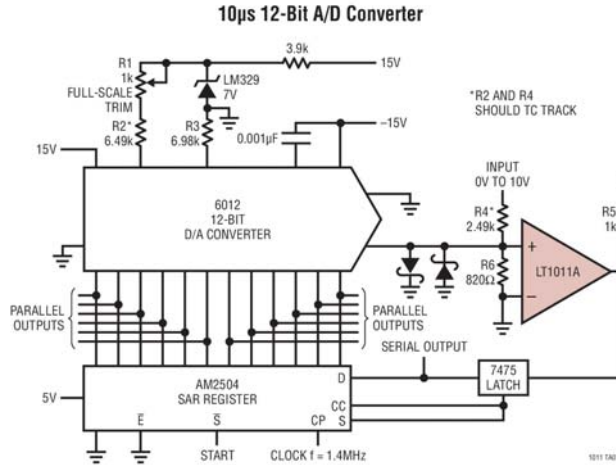 10µs 12-Bit A/D Converter
3.9k
15V
R1
1k
FULL-SCALE
TRIM
LM329
7V
*R2 AND R4
SHOULD TC TRACK
R2*
6.49k
R3
6.98k
0.001µF
–15V
15V
INPUT
0V TO 10V
6012
12-BIT
D/A CONVERTER
R4*
2.49k
R5
1k
+
LT1011A
R6
820Ω
–
PARALLEL
OUTPUTS
PARALLEL
OUTPUTS
SERIAL OUTPUT
AM2504
SAR REGISTER
D
7475
LATCH
5V
CC
E
S
CP
S
START
CLOCK f = 1.4MHz
1011 TA0